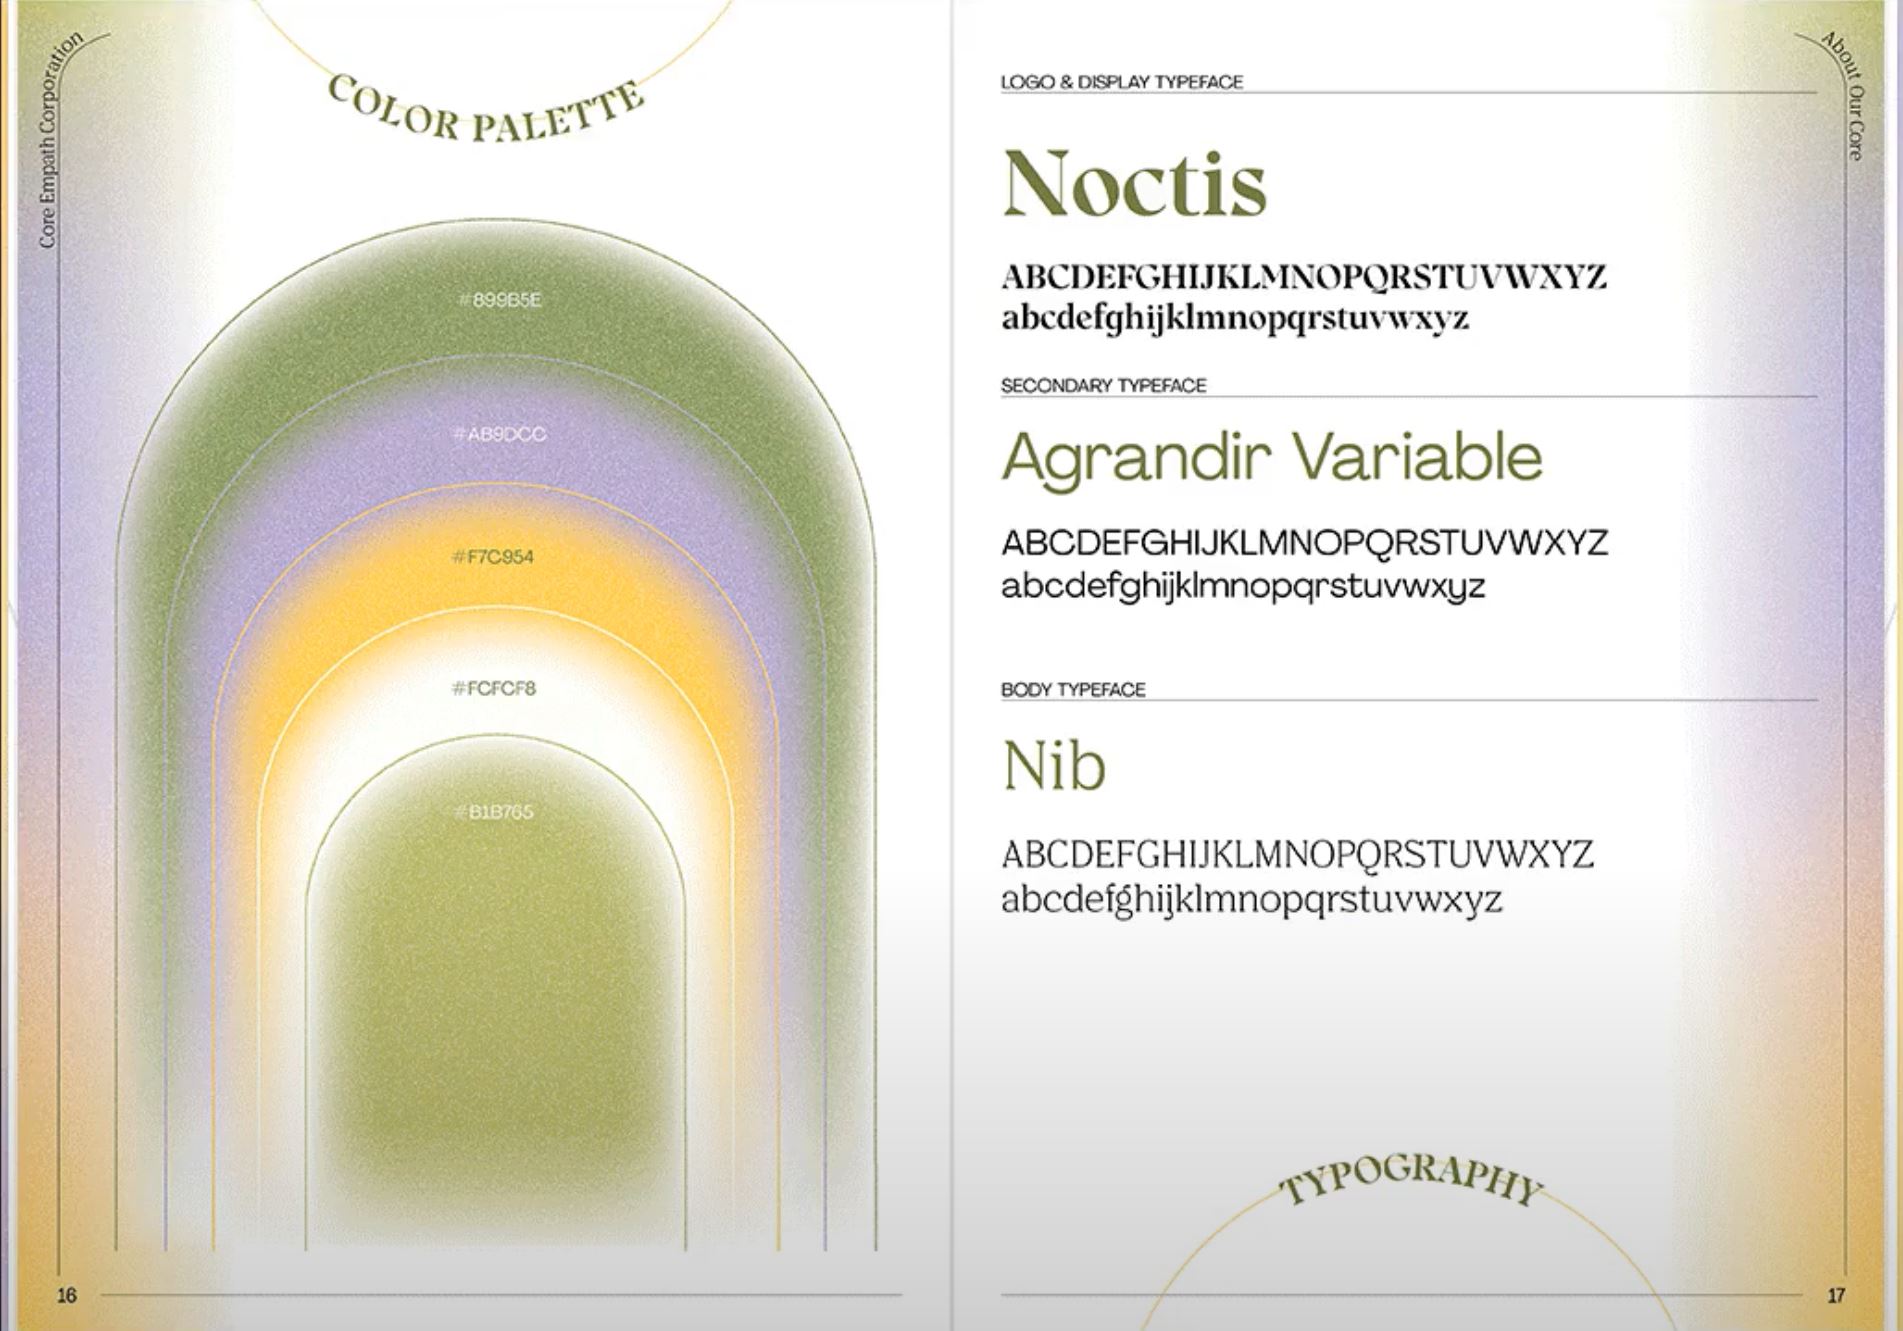 Core Empath Corporation
COLOR PALETTE
#899B5E
#AB9DCC
#F7C954
#FCFCF8
#B1B765
16
About Our Core
LOGO & DISPLAY TYPEFACE
Noctis
ABCDEFGHIJKLMNOPQRSTUVWXYZ
abcdefghijklmnopqrstuvwxyz
SECONDARY TYPEFACE
Agrandir Variable
ABCDEFGHIJKLMNOPQRSTUVWXYZ
abcdefghijklmnopqrstuvwxyz
BODY TYPEFACE
Nib
ABCDEFGHIJKLMNOPQRSTUVWXYZ
abcdefghijklmnopqrstuvwxyz
TYPOGRAPHY
17